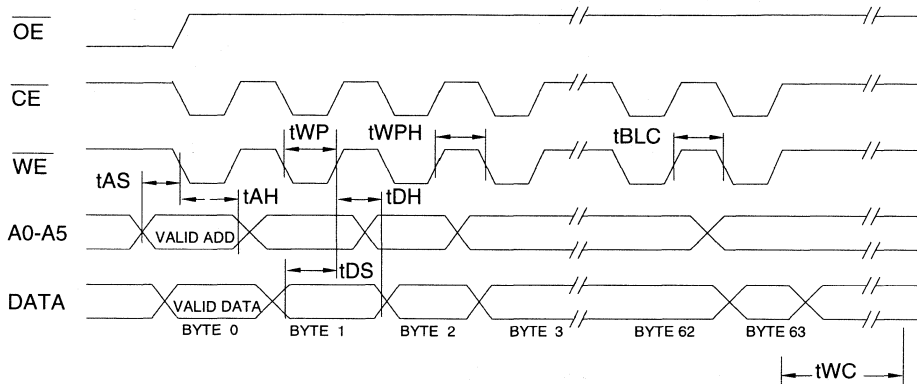 OE
CE
tWP tWPH tBLC
WE
tAS tAH tDH
A0-A5 VALID ADD
tDS
DATA VALID DATA
BYTE 0 BYTE 1 BYTE 2 BYTE 3 BYTE 62 BYTE 63
tWC